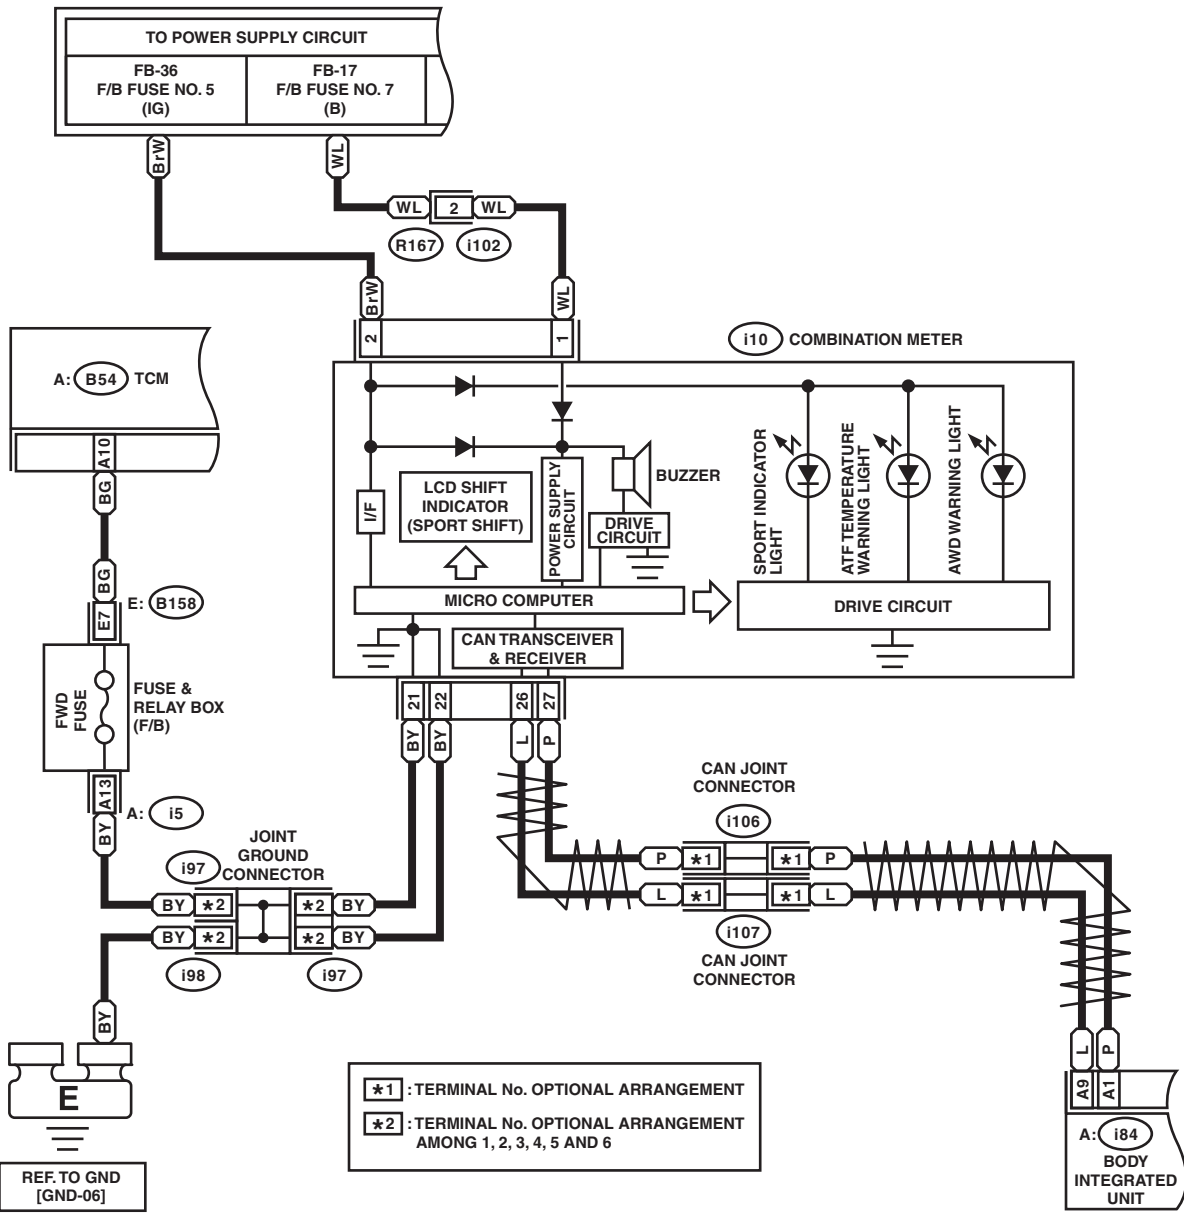 TO POWER SUPPLY CIRCUIT
FB-36
F/B FUSE NO. 5
(IG)
FB-17
F/B FUSE NO. 7
(B)
BrW
WL
WL
2
WL
R167
i102
BrW
WL
2
1
i10
COMBINATION METER
A:
B54
TCM
A10
BG
BG
E:
B158
E7
FWD
FUSE
FUSE &
RELAY BOX
(F/B)
A13
A:
i5
BY
I/F
LCD SHIFT
INDICATOR
(SPORT SHIFT)
POWER SUPPLY
CIRCUIT
BUZZER
DRIVE
CIRCUIT
SPORT INDICATOR
LIGHT
ATF TEMPERATURE
WARNING LIGHT
AWD WARNING LIGHT
MICRO COMPUTER
DRIVE CIRCUIT
CAN TRANSCEIVER
& RECEIVER
21
22
26
27
BY
BY
L
P
JOINT
GROUND
CONNECTOR
i97
BY
*2
*2
BY
BY
*2
*2
BY
i98
i97
BY
E
REF. TO GND
[GND-06]
CAN JOINT
CONNECTOR
i106
P
*1
*1
P
L
*1
*1
L
i107
CAN JOINT
CONNECTOR
L
P
A9
A1
A:
i84
BODY
INTEGRATED
UNIT
*1 : TERMINAL No. OPTIONAL ARRANGEMENT
*2 : TERMINAL No. OPTIONAL ARRANGEMENT
AMONG 1, 2, 3, 4, 5 AND 6